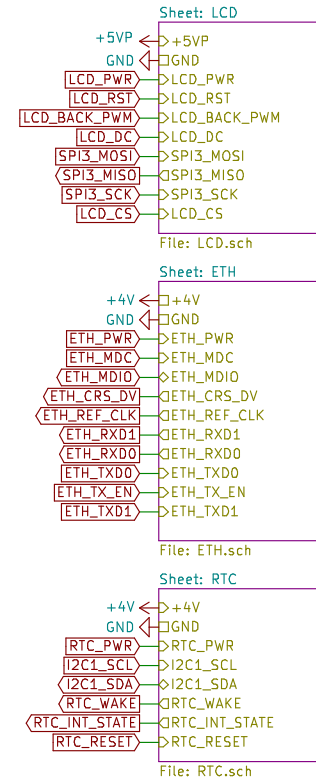 Sheet: LCD
+5VP +5VP
GND GND
LCD_PWR LCD_PWR
LCD_RST LCD_RST
LCD_BACK_PWM LCD_BACK_PWM
LCD_DC LCD_DC
SPI3_MOSI SPI3_MOSI
SPI3_MISO SPI3_MISO
SPI3_SCK SPI3_SCK
LCD_CS LCD_CS
File: LCD.sch
Sheet: ETH
+4V +4V
GND GND
ETH_PWR ETH_PWR
ETH_MDC ETH_MDC
ETH_MDIO ETH_MDIO
ETH_CRS_DV ETH_CRS_DV
ETH_REF_CLK ETH_REF_CLK
ETH_RXD1 ETH_RXD1
ETH_RXD0 ETH_RXD0
ETH_TXD0 ETH_TXD0
ETH_TX_EN ETH_TX_EN
ETH_TXD1 ETH_TXD1
File: ETH.sch
Sheet: RTC
+4V +4V
GND GND
RTC_PWR RTC_PWR
I2C1_SCL I2C1_SCL
I2C1_SDA I2C1_SDA
RTC_WAKE RTC_WAKE
RTC_INT_STATE RTC_INT_STATE
RTC_RESET RTC_RESET
File: RTC.sch